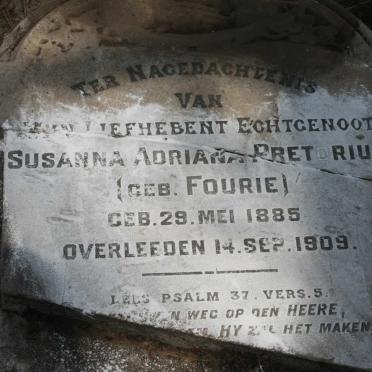 TER NAGEDACHTENIS
VAN
MIJN LIEFHEBENT ECHTGENOOT
SUSANNA ADRIANA PRETORIU
(GEB. FOURIE)
GEB. 29. MEI 1885
OVERLEEDEN 14. SEP. 1909.
LEES PSALM 37. VERS. 5.
WEG OP DEN HEERE,
HY ZAL HET MAKEN